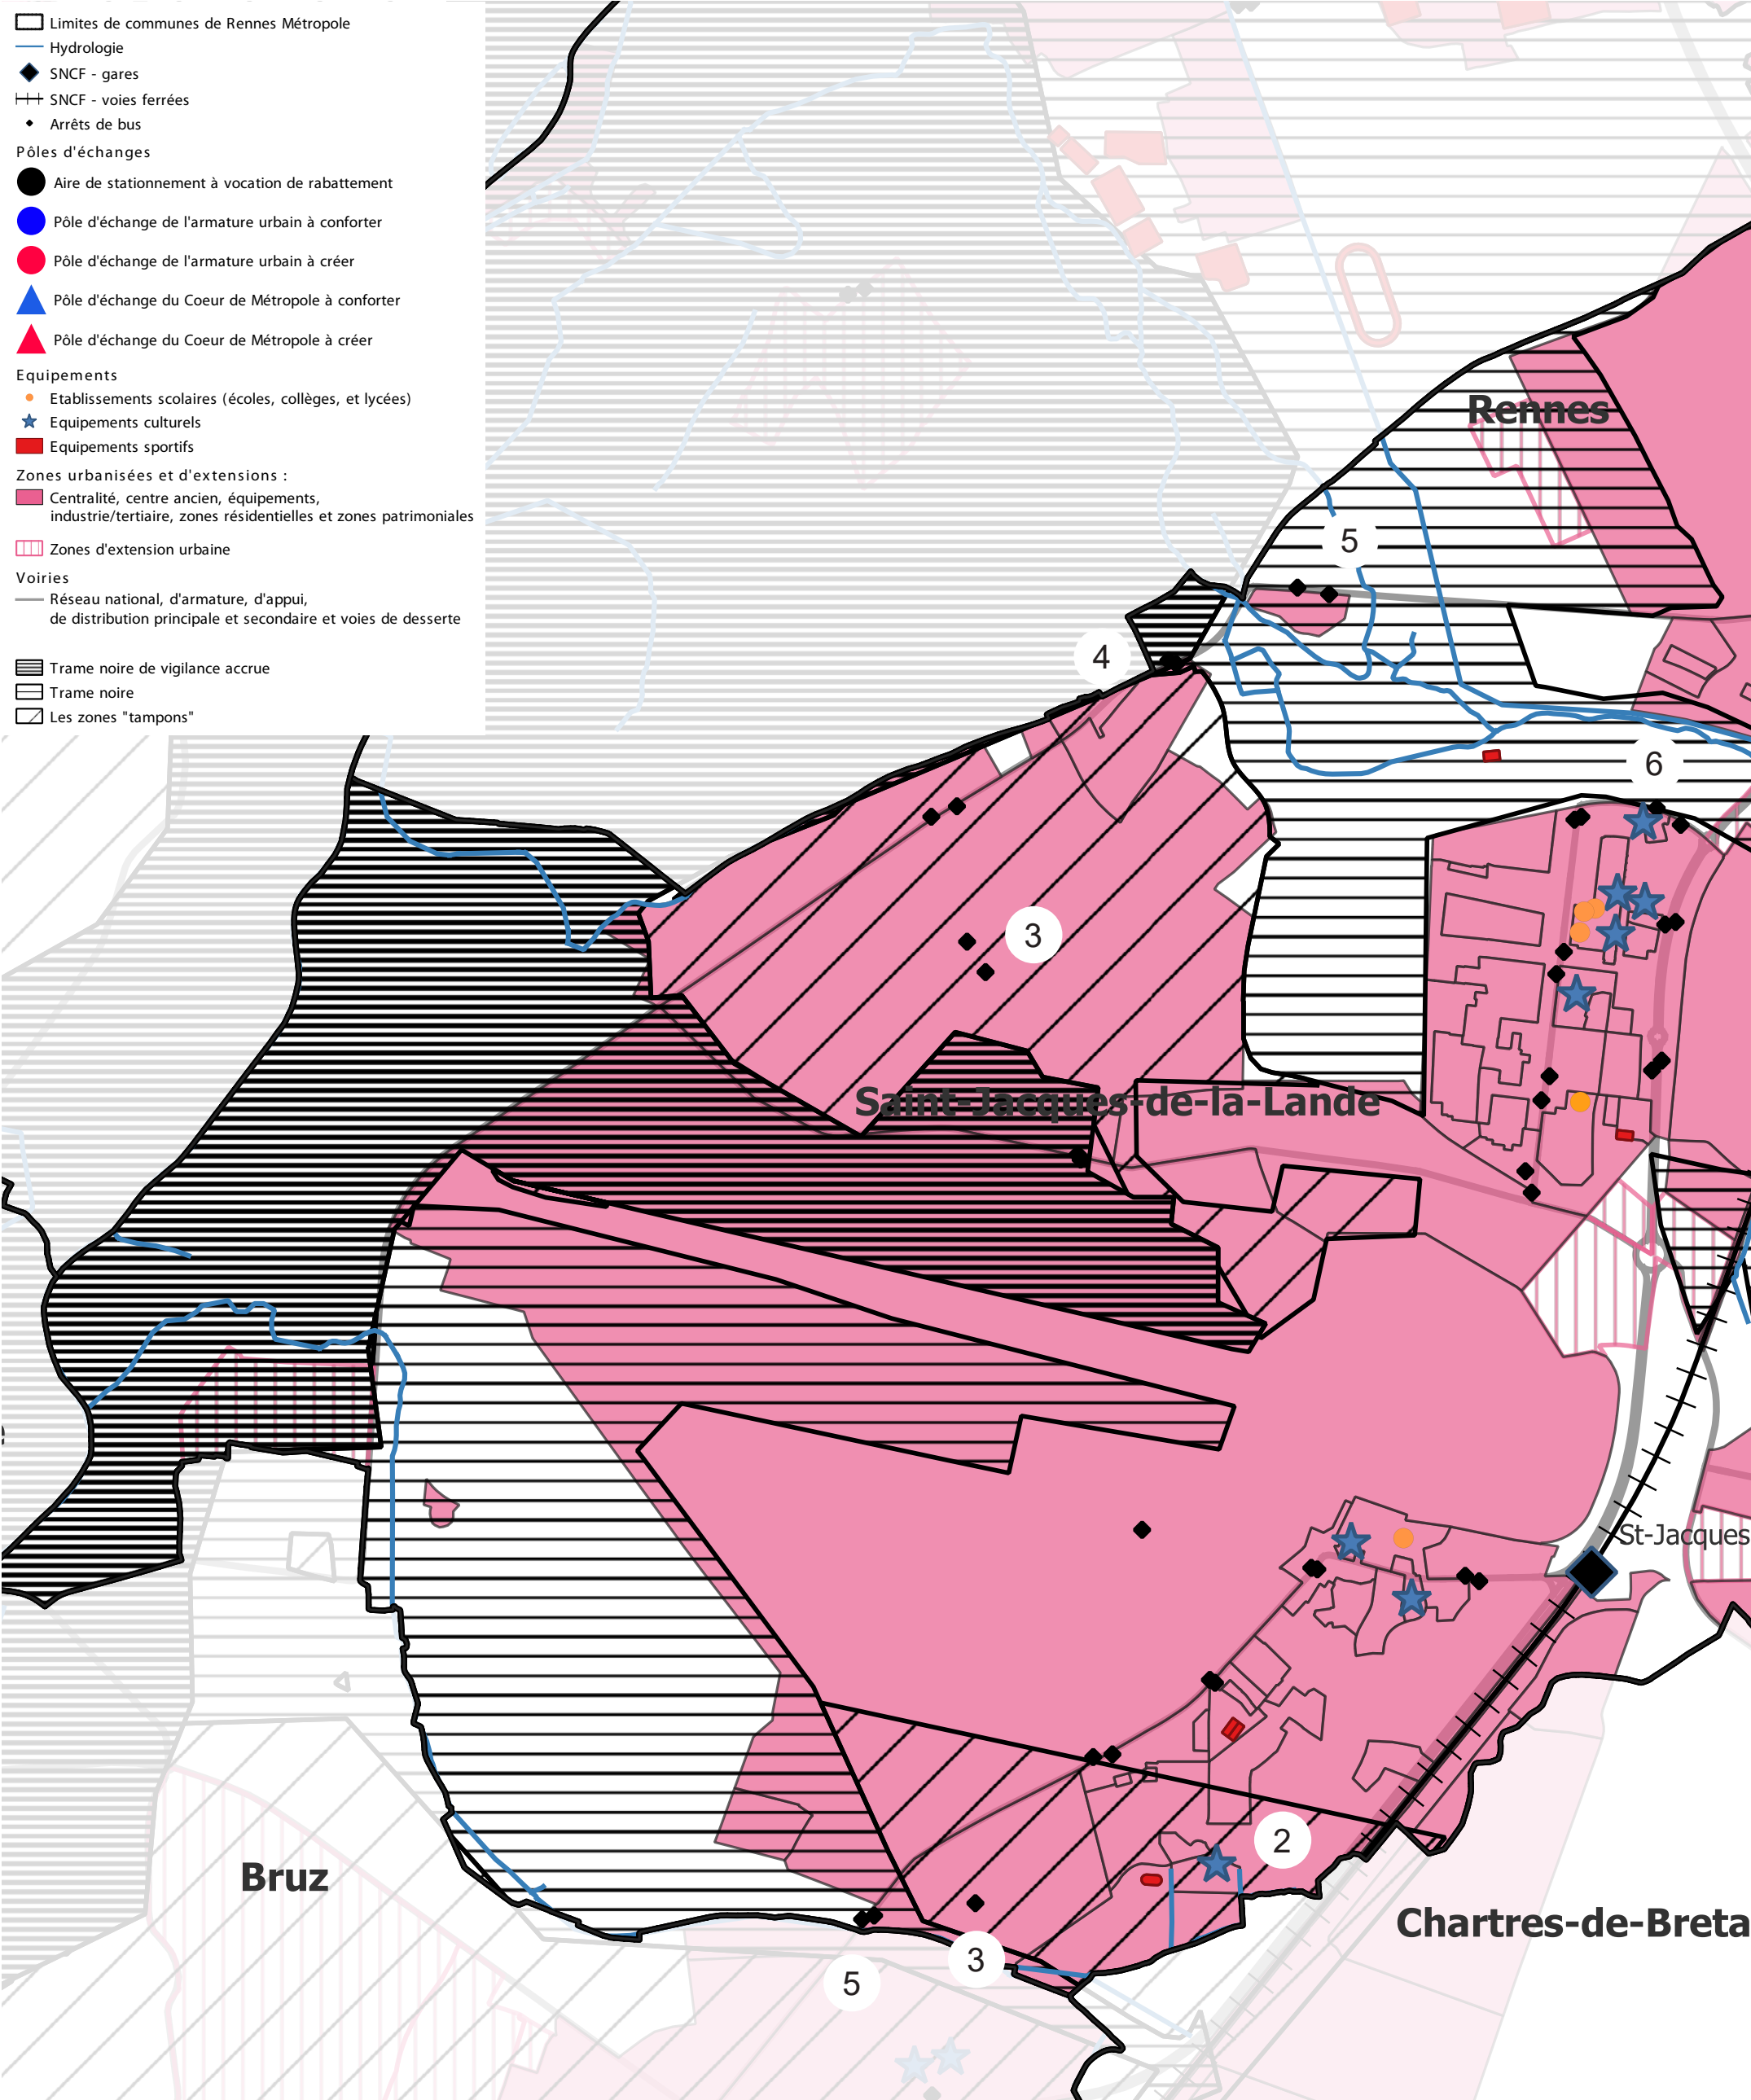 Limites de communes de Rennes Métropole
Hydrologie
SNCF - gares
SNCF - voies ferrées
Arrêts de bus
Pôles d'échanges
Aire de stationnement à vocation de rabattement
Pôle d'échange de l'armature urbain à conforter
Pôle d'échange de l'armature urbain à créer
Pôle d'échange du Coeur de Métropole à conforter
Pôle d'échange du Coeur de Métropole à créer
Equipements
Etablissements scolaires (écoles, collèges, et lycées)
Equipements culturels
Equipements sportifs
Zones urbanisées et d'extensions :
Centralité, centre ancien, équipements,
industrie/tertiaire, zones résidentielles et zones patrimoniales
Zones d'extension urbaine
Voiries
Réseau national, d'armature, d'appui,
de distribution principale et secondaire et voies de desserte
Trame noire de vigilance accrue
Trame noire
Les zones "tampons"
Rennes
5
4
6
3
Saint-Jacques-de-la-Lande
St-Jacques
2
Bruz
Chartres-de-Breta
3
5